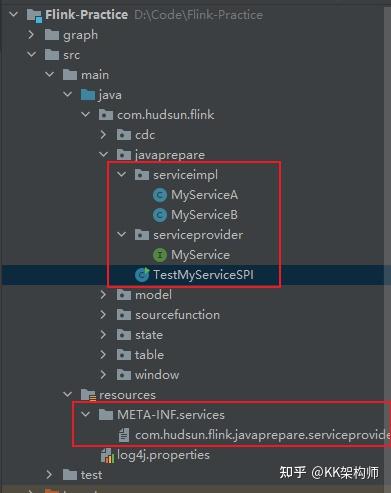 Flink-Practice D:\Code\Flink-Practice
graph
src
main
java
com.hudsun.flink
cdc
javaprepare
serviceimpl
MyServiceA
MyServiceB
serviceprovider
MyService
TestMyServiceSPI
model
sourcefunction
state
table
window
resources
META-INF.services
com.hudsun.flink.javaprepare.serviceprovide
log4j.properties
test
知乎 @KK架构师